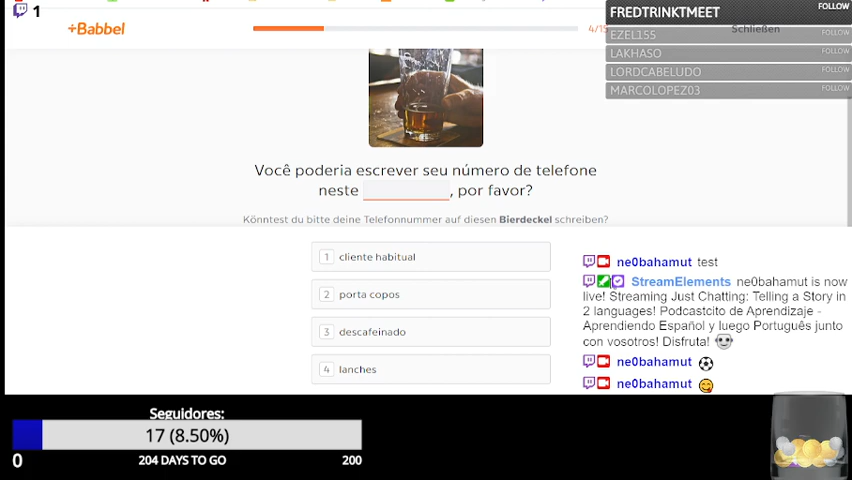 1
+Babbel
4/15
Schließen
FREDTRINKTMEET FOLLOW
EZEL155 FOLLOW
LAKHASO FOLLOW
LORDCABELUDO FOLLOW
MARCOLOPEZ03 FOLLOW
Você poderia escrever seu número de telefone
neste , por favor?
Könntest du bitte deine Telefonnummer auf diesen Bierdeckel schreiben?
1 cliente habitual
2 porta copos
3 descafeinado
4 lanches
ne0bahamut test
StreamElements ne0bahamut is now
live! Streaming Just Chatting: Telling a Story in
2 languages! Podcastcito de Aprendizaje -
Aprendiendo Español y luego Português junto
con vosotros! Disfruta!
ne0bahamut
ne0bahamut
Seguidores:
17 (8.50%)
0 204 DAYS TO GO 200